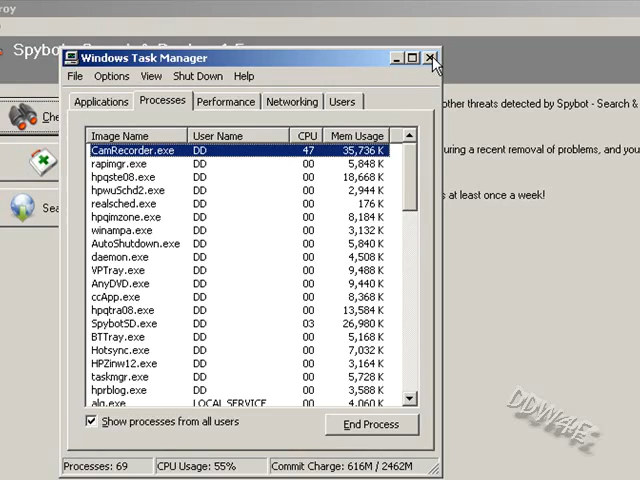 roy
Spybot - Search & Destroy 1.
Windows Task Manager
File Options View Shut Down Help
Applications Processes Performance Networking Users
other threats detected by Spybot - Search &
uring a recent removal of problems, and you
s at least once a week!
Che
Sea
Image Name User Name CPU Mem Usage
CamRecorder.exe DD 47 35,736 K
rapimgr.exe DD 00 5,848 K
hpqste08.exe DD 00 18,668 K
hpwuSchd2.exe DD 00 2,944 K
realsched.exe DD 00 176 K
hpqimzone.exe DD 00 8,184 K
winampa.exe DD 00 3,132 K
AutoShutdown.exe DD 00 5,840 K
daemon.exe DD 00 4,508 K
VPTray.exe DD 00 9,488 K
AnyDVD.exe DD 00 9,440 K
ccApp.exe DD 00 8,368 K
hpqtra08.exe DD 00 13,584 K
SpybotSD.exe DD 03 26,980 K
BTTray.exe DD 00 5,168 K
Hotsync.exe DD 00 7,032 K
HPZinw12.exe DD 00 3,164 K
taskmgr.exe DD 00 5,728 K
hprblog.exe DD 00 3,588 K
alg.exe LOCAL SERVICE 00 4,060 K
Show processes from all users
End Process
Processes: 69 CPU Usage: 55% Commit Charge: 616M / 2462M